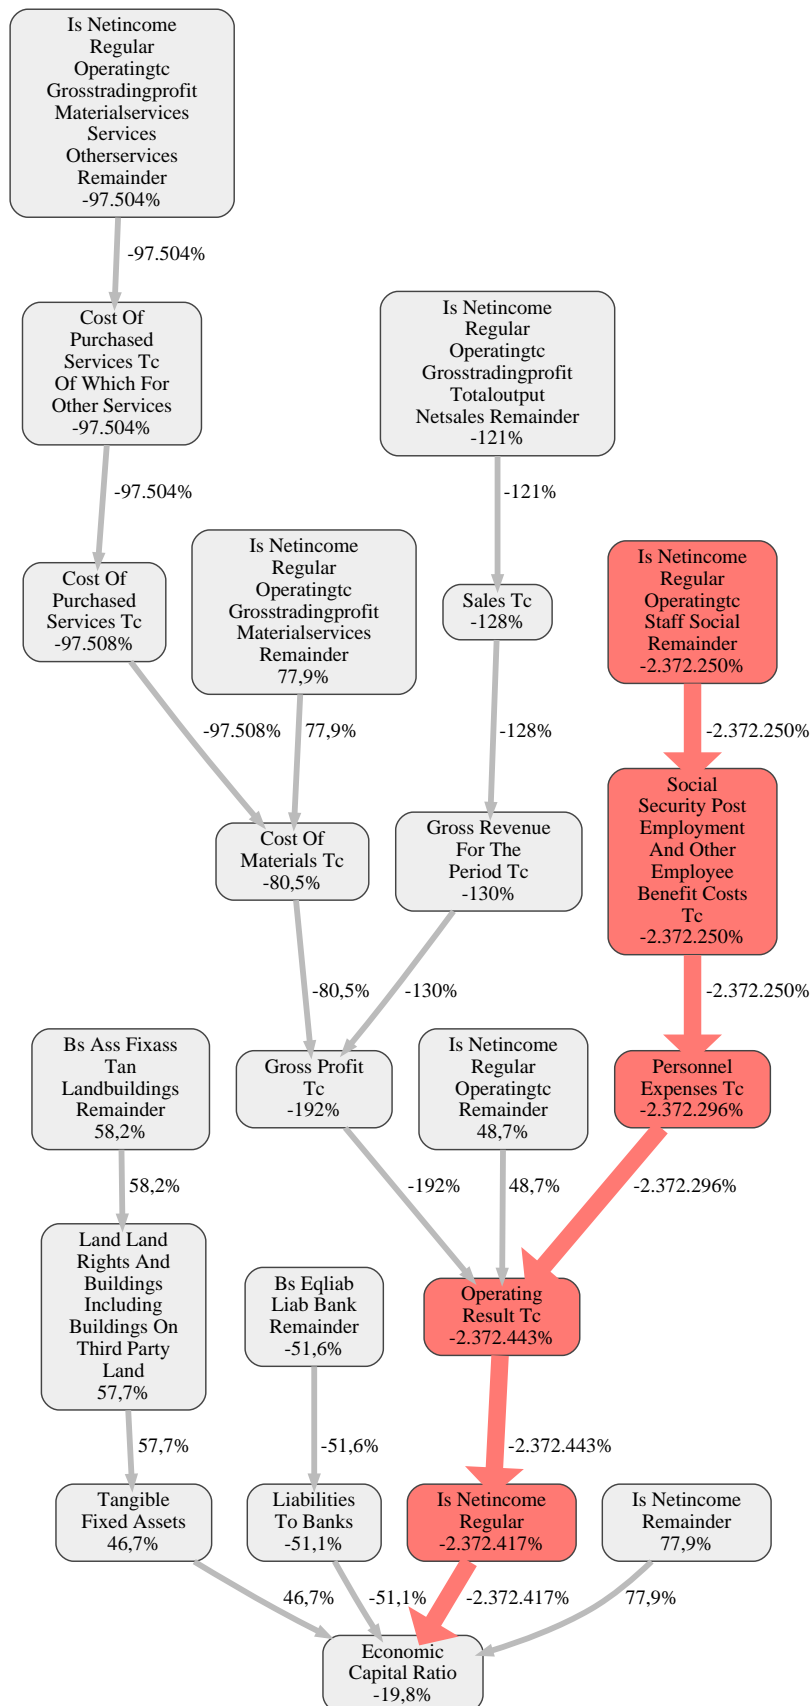 Is Netincome
Regular
Operatingtc
Grosstradingprofit
Materialservices
Services
Otherservices
Remainder
-97.504%
-97.504%
Cost Of
Purchased
Services Tc
Of Which For
Other Services
-97.504%
Is Netincome
Regular
Operatingtc
Grosstradingprofit
Totaloutput
Netsales Remainder
-121%
-97.504%
-121%
Cost Of
Purchased
Services Tc
-97.508%
Is Netincome
Regular
Operatingtc
Grosstradingprofit
Materialservices
Remainder
77,9%
Sales Tc
-128%
Is Netincome
Regular
Operatingtc
Staff Social
Remainder
-2.372.250%
-97.508%
77,9%
-128%
-2.372.250%
Cost Of
Materials Tc
-80,5%
Gross Revenue
For The
Period Tc
-130%
Social
Security Post
Employment
And Other
Employee
Benefit Costs
Tc
-2.372.250%
-80,5%
-130%
-2.372.250%
Bs Ass Fixass
Tan
Landbuildings
Remainder
58,2%
Gross Profit
Tc
-192%
Is Netincome
Regular
Operatingtc
Remainder
48,7%
Personnel
Expenses Tc
-2.372.296%
58,2%
-192%
48,7%
-2.372.296%
Land Land
Rights And
Buildings
Including
Buildings On
Third Party
Land
57,7%
Bs Eqliab
Liab Bank
Remainder
-51,6%
Operating
Result Tc
-2.372.443%
57,7%
-51,6%
-2.372.443%
Tangible
Fixed Assets
46,7%
Liabilities
To Banks
-51,1%
Is Netincome
Regular
-2.372.417%
Is Netincome
Remainder
77,9%
46,7%
-51,1%
-2.372.417%
77,9%
Economic
Capital Ratio
-19,8%